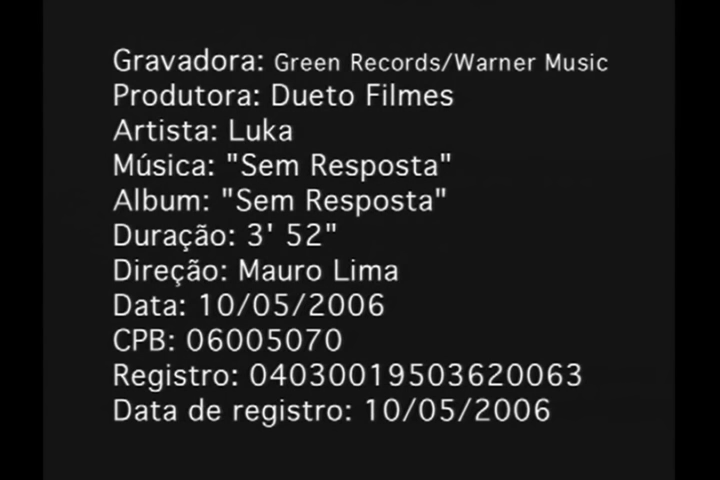 Gravadora: Green Records/Warner Music
Produtora: Dueto Filmes
Artista: Luka
Música: "Sem Resposta"
Album: "Sem Resposta"
Duração: 3' 52"
Direção: Mauro Lima
Data: 10/05/2006
CPB: 06005070
Registro: 04030019503620063
Data de registro: 10/05/2006